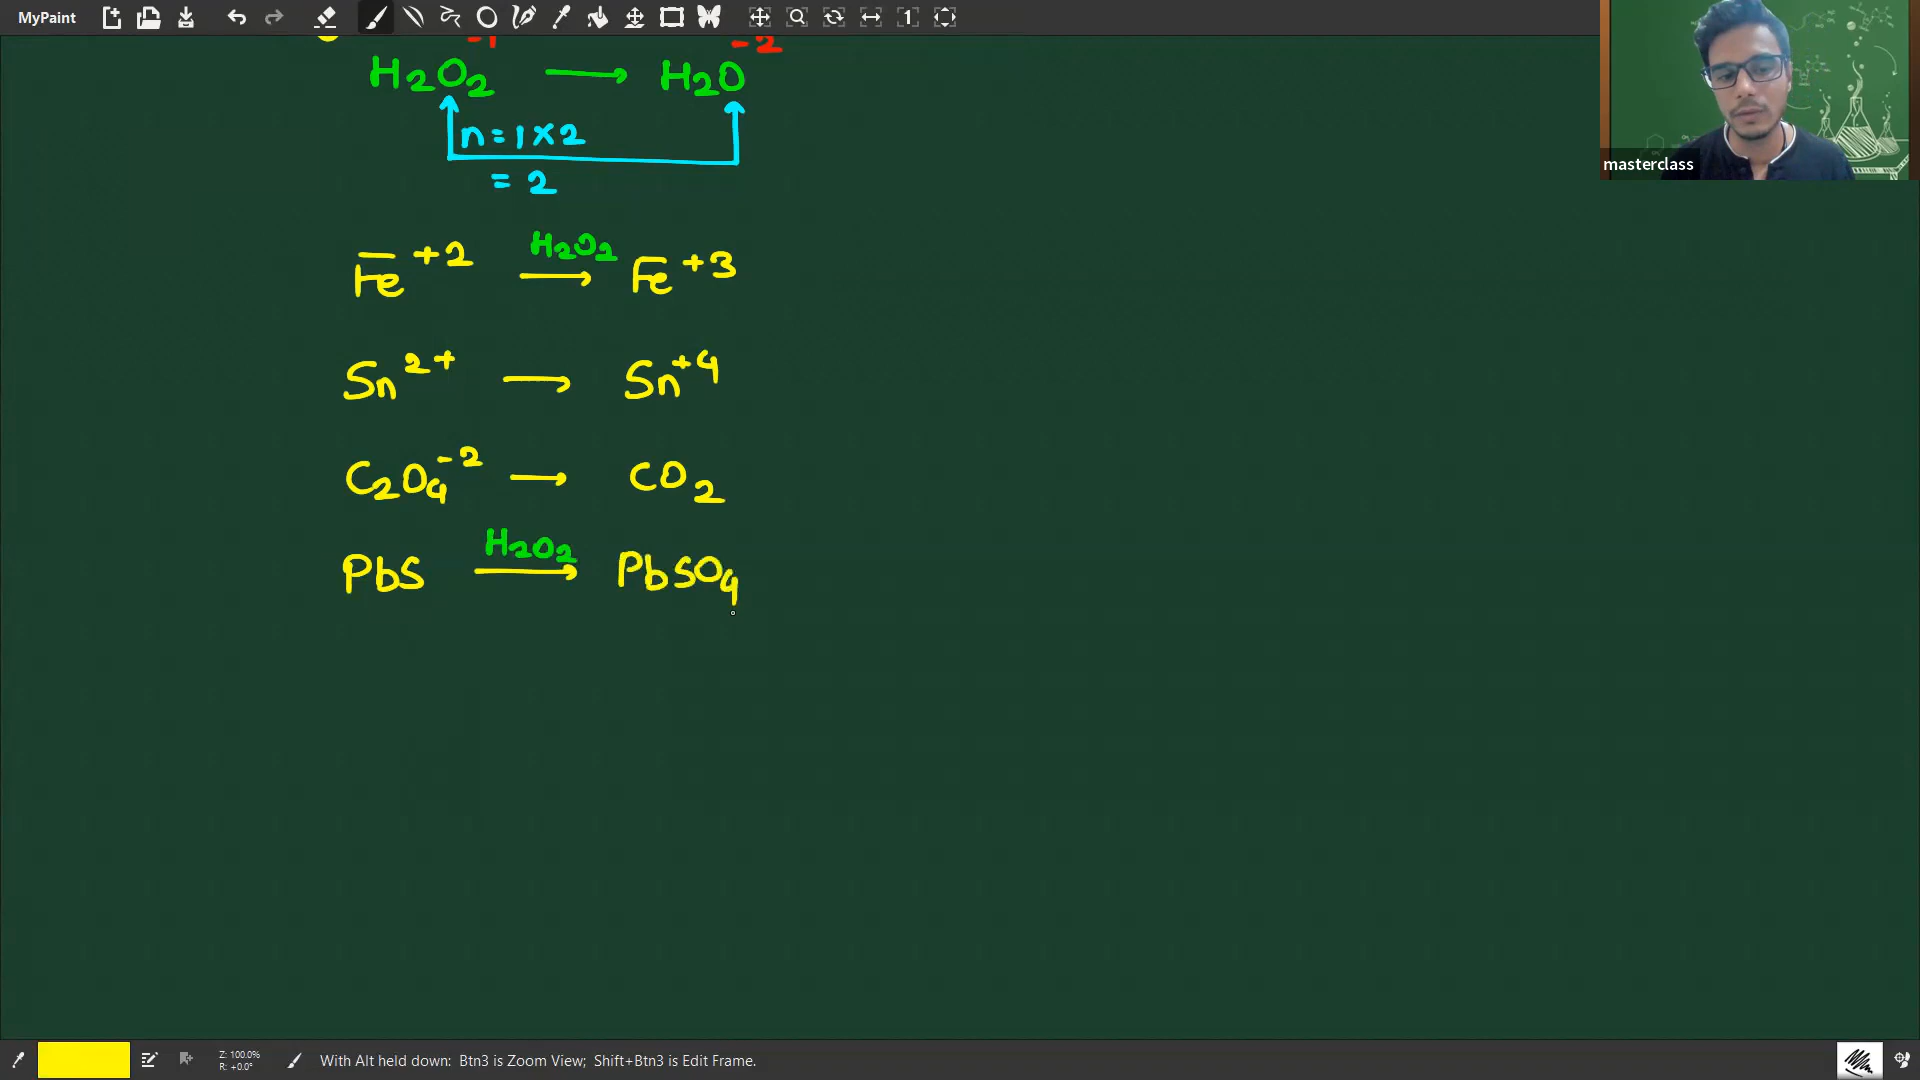 MyPaint
-1 -2
H2O2 → H2O
n = 1 × 2
= 2
Fe+2 H2O2 → Fe+3
Sn2+ → Sn+4
C2O4-2 → CO2
PbS H2O2 → PbSO4
masterclass
Z: 100.0%
R: +0.0°
With Alt held down: Btn3 is Zoom View; Shift+Btn3 is Edit Frame.